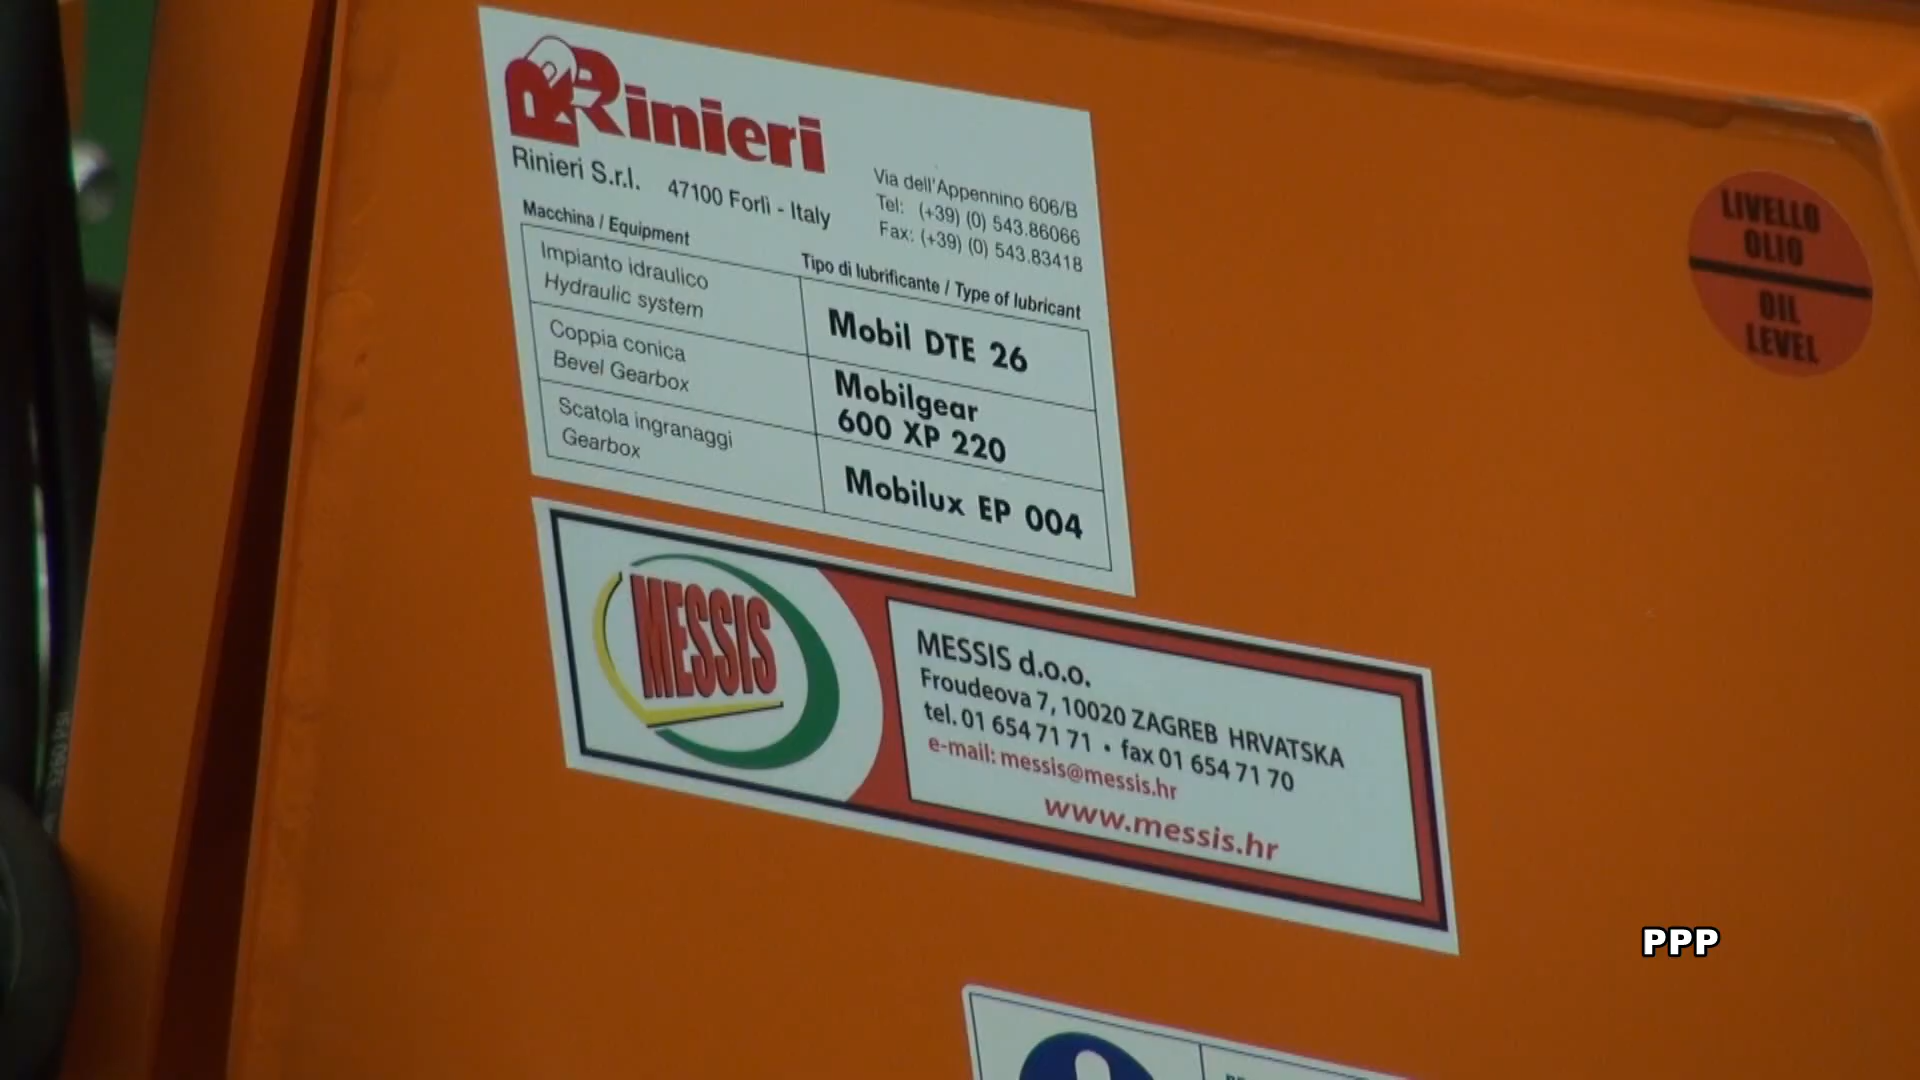 Rinieri
Rinieri S.r.l. 47100 Forlì - Italy
Via dell'Appennino 606/B
Tel: (+39) (0) 543.86066
Fax: (+39) (0) 543.83418
Macchina / Equipment
Tipo di lubrificante / Type of lubricant
Impianto idraulico
Hydraulic system
Mobil DTE 26
Coppia conica
Bevel Gearbox
Mobilgear
600 XP 220
Scatola ingranaggi
Gearbox
Mobilux EP 004
LIVELLO
OLIO
OIL
LEVEL
MESSIS
MESSIS d.o.o.
Froudeova 7, 10020 ZAGREB HRVATSKA
tel. 01 654 71 71 • fax 01 654 71 70
e-mail: messis@messis.hr
www.messis.hr
3260 PSI
PPP